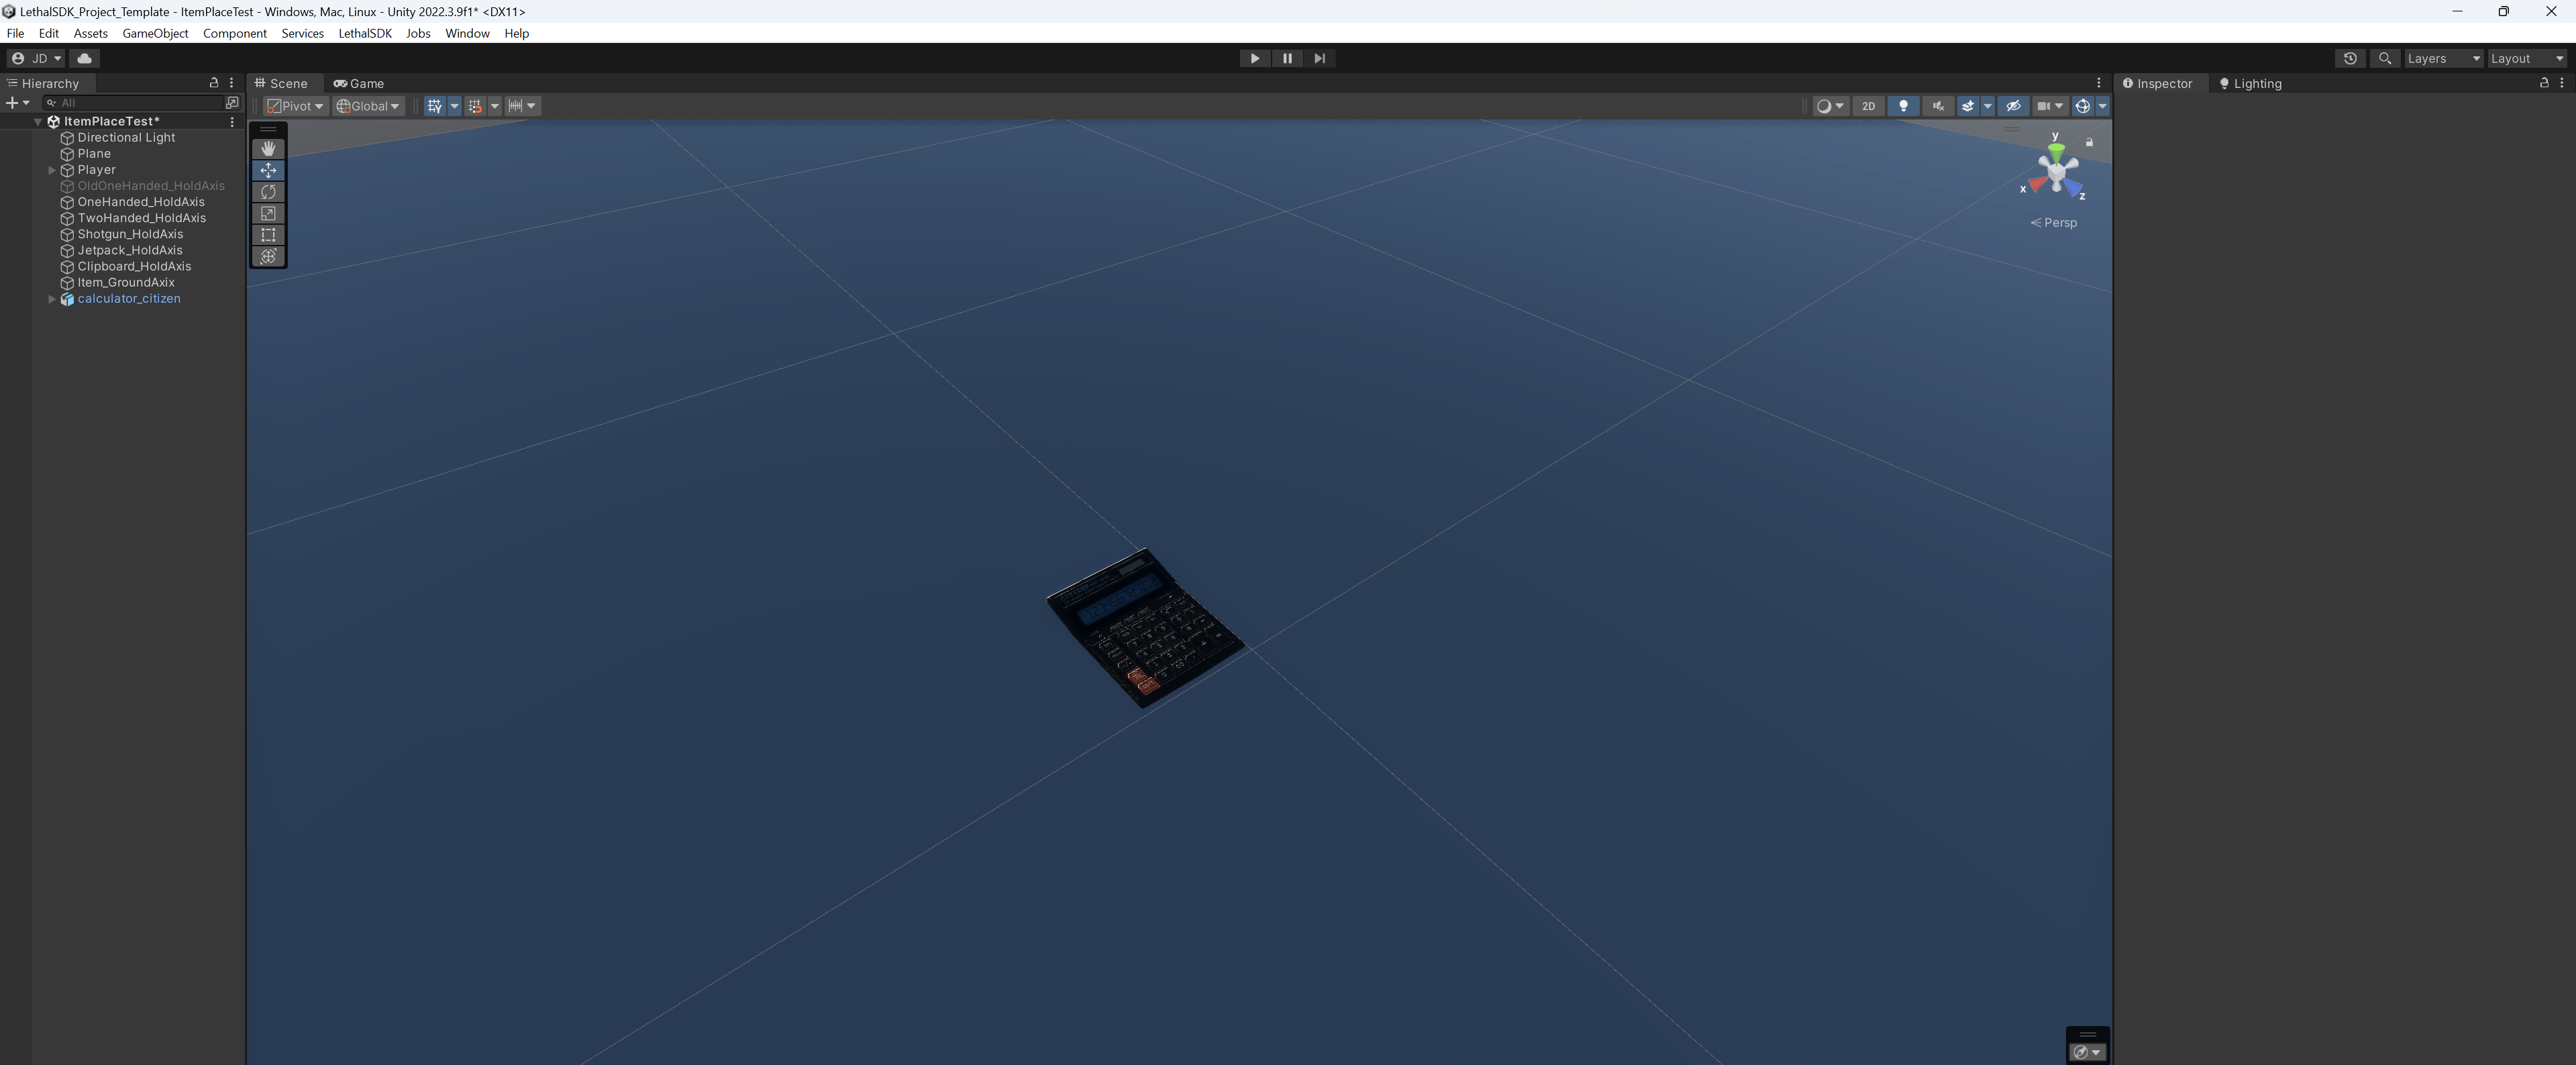 LethalSDK_Project_Template - ItemPlaceTest - Windows, Mac, Linux - Unity 2022.3.9f1* <DX11>
File Edit Assets GameObject Component Services LethalSDK Jobs Window Help
JD Layers Layout
Hierarchy Scene Game Inspector Lighting
All Pivot Global 2D
ItemPlaceTest*
Directional Light
Plane
Player
OldOneHanded_HoldAxis
OneHanded_HoldAxis
TwoHanded_HoldAxis
Shotgun_HoldAxis
Jetpack_HoldAxis
Clipboard_HoldAxis
Item_GroundAxix
calculator_citizen
y
x
z
Persp